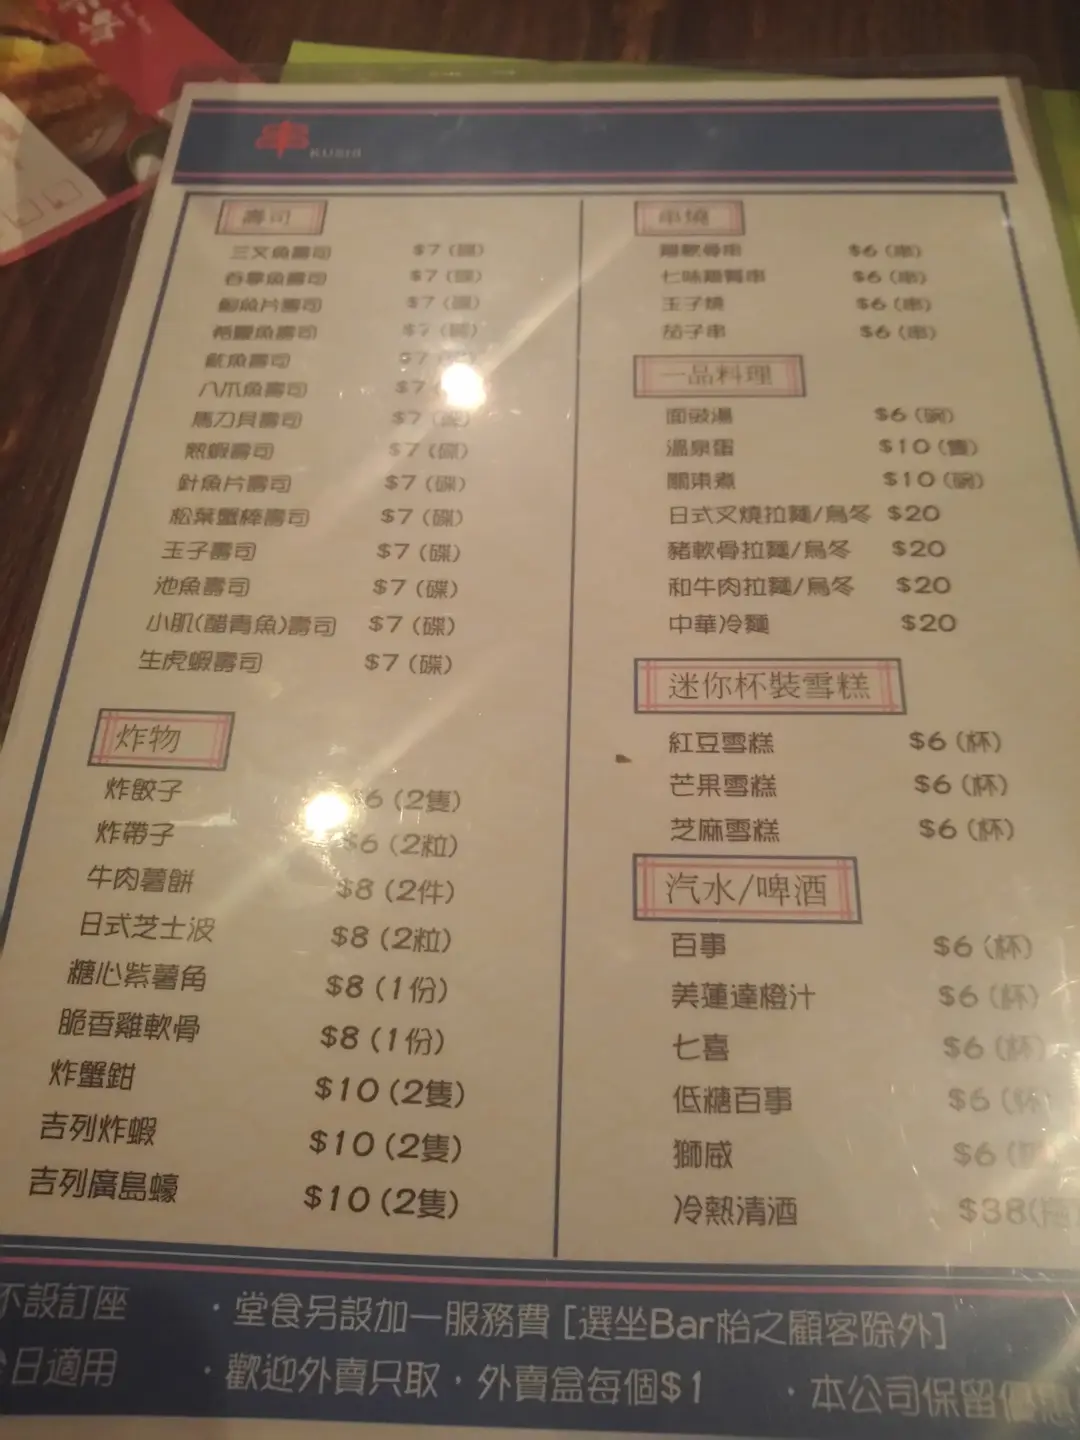 串 KUSHI
壽司
三文魚壽司 $7 (碟)
吞拿魚壽司 $7 (碟)
鯛魚片壽司 $7 (碟)
希靈魚壽司 $7 (碟)
魷魚壽司 $7
八爪魚壽司 $7
馬刀貝壽司 $7 (碟)
熟蝦壽司 $7 (碟)
針魚片壽司 $7 (碟)
松葉蟹棒壽司 $7 (碟)
玉子壽司 $7 (碟)
池魚壽司 $7 (碟)
小肌(醋青魚)壽司 $7 (碟)
生虎蝦壽司 $7 (碟)
炸物
炸餃子 $6 (2隻)
炸帶子 $6 (2粒)
牛肉薯餅 $8 (2件)
日式芝士波 $8 (2粒)
糖心紫薯角 $8 (1份)
脆香雞軟骨 $8 (1份)
炸蟹鉗 $10 (2隻)
吉列炸蝦 $10 (2隻)
吉列廣島蠔 $10 (2隻)
串燒
雞軟骨串 $6 (串)
七味雞腎串 $6 (串)
玉子燒 $6 (串)
茄子串 $6 (串)
一品料理
面豉湯 $6 (碗)
溫泉蛋 $10 (隻)
關東煮 $10 (碗)
日式叉燒拉麵/烏冬 $20
豬軟骨拉麵/烏冬 $20
和牛肉拉麵/烏冬 $20
中華冷麵 $20
迷你杯裝雪糕
紅豆雪糕 $6 (杯)
芒果雪糕 $6 (杯)
芝麻雪糕 $6 (杯)
汽水/啤酒
百事 $6 (杯)
美蓮達橙汁 $6 (杯)
七喜 $6 (杯)
低糖百事 $6 (杯)
獅威 $6
冷熱清酒 $38
不設訂座 ・堂食另設加一服務費 [選坐Bar枱之顧客除外]
日適用 ・歡迎外賣只取，外賣盒每個$1 ・本公司保留優惠